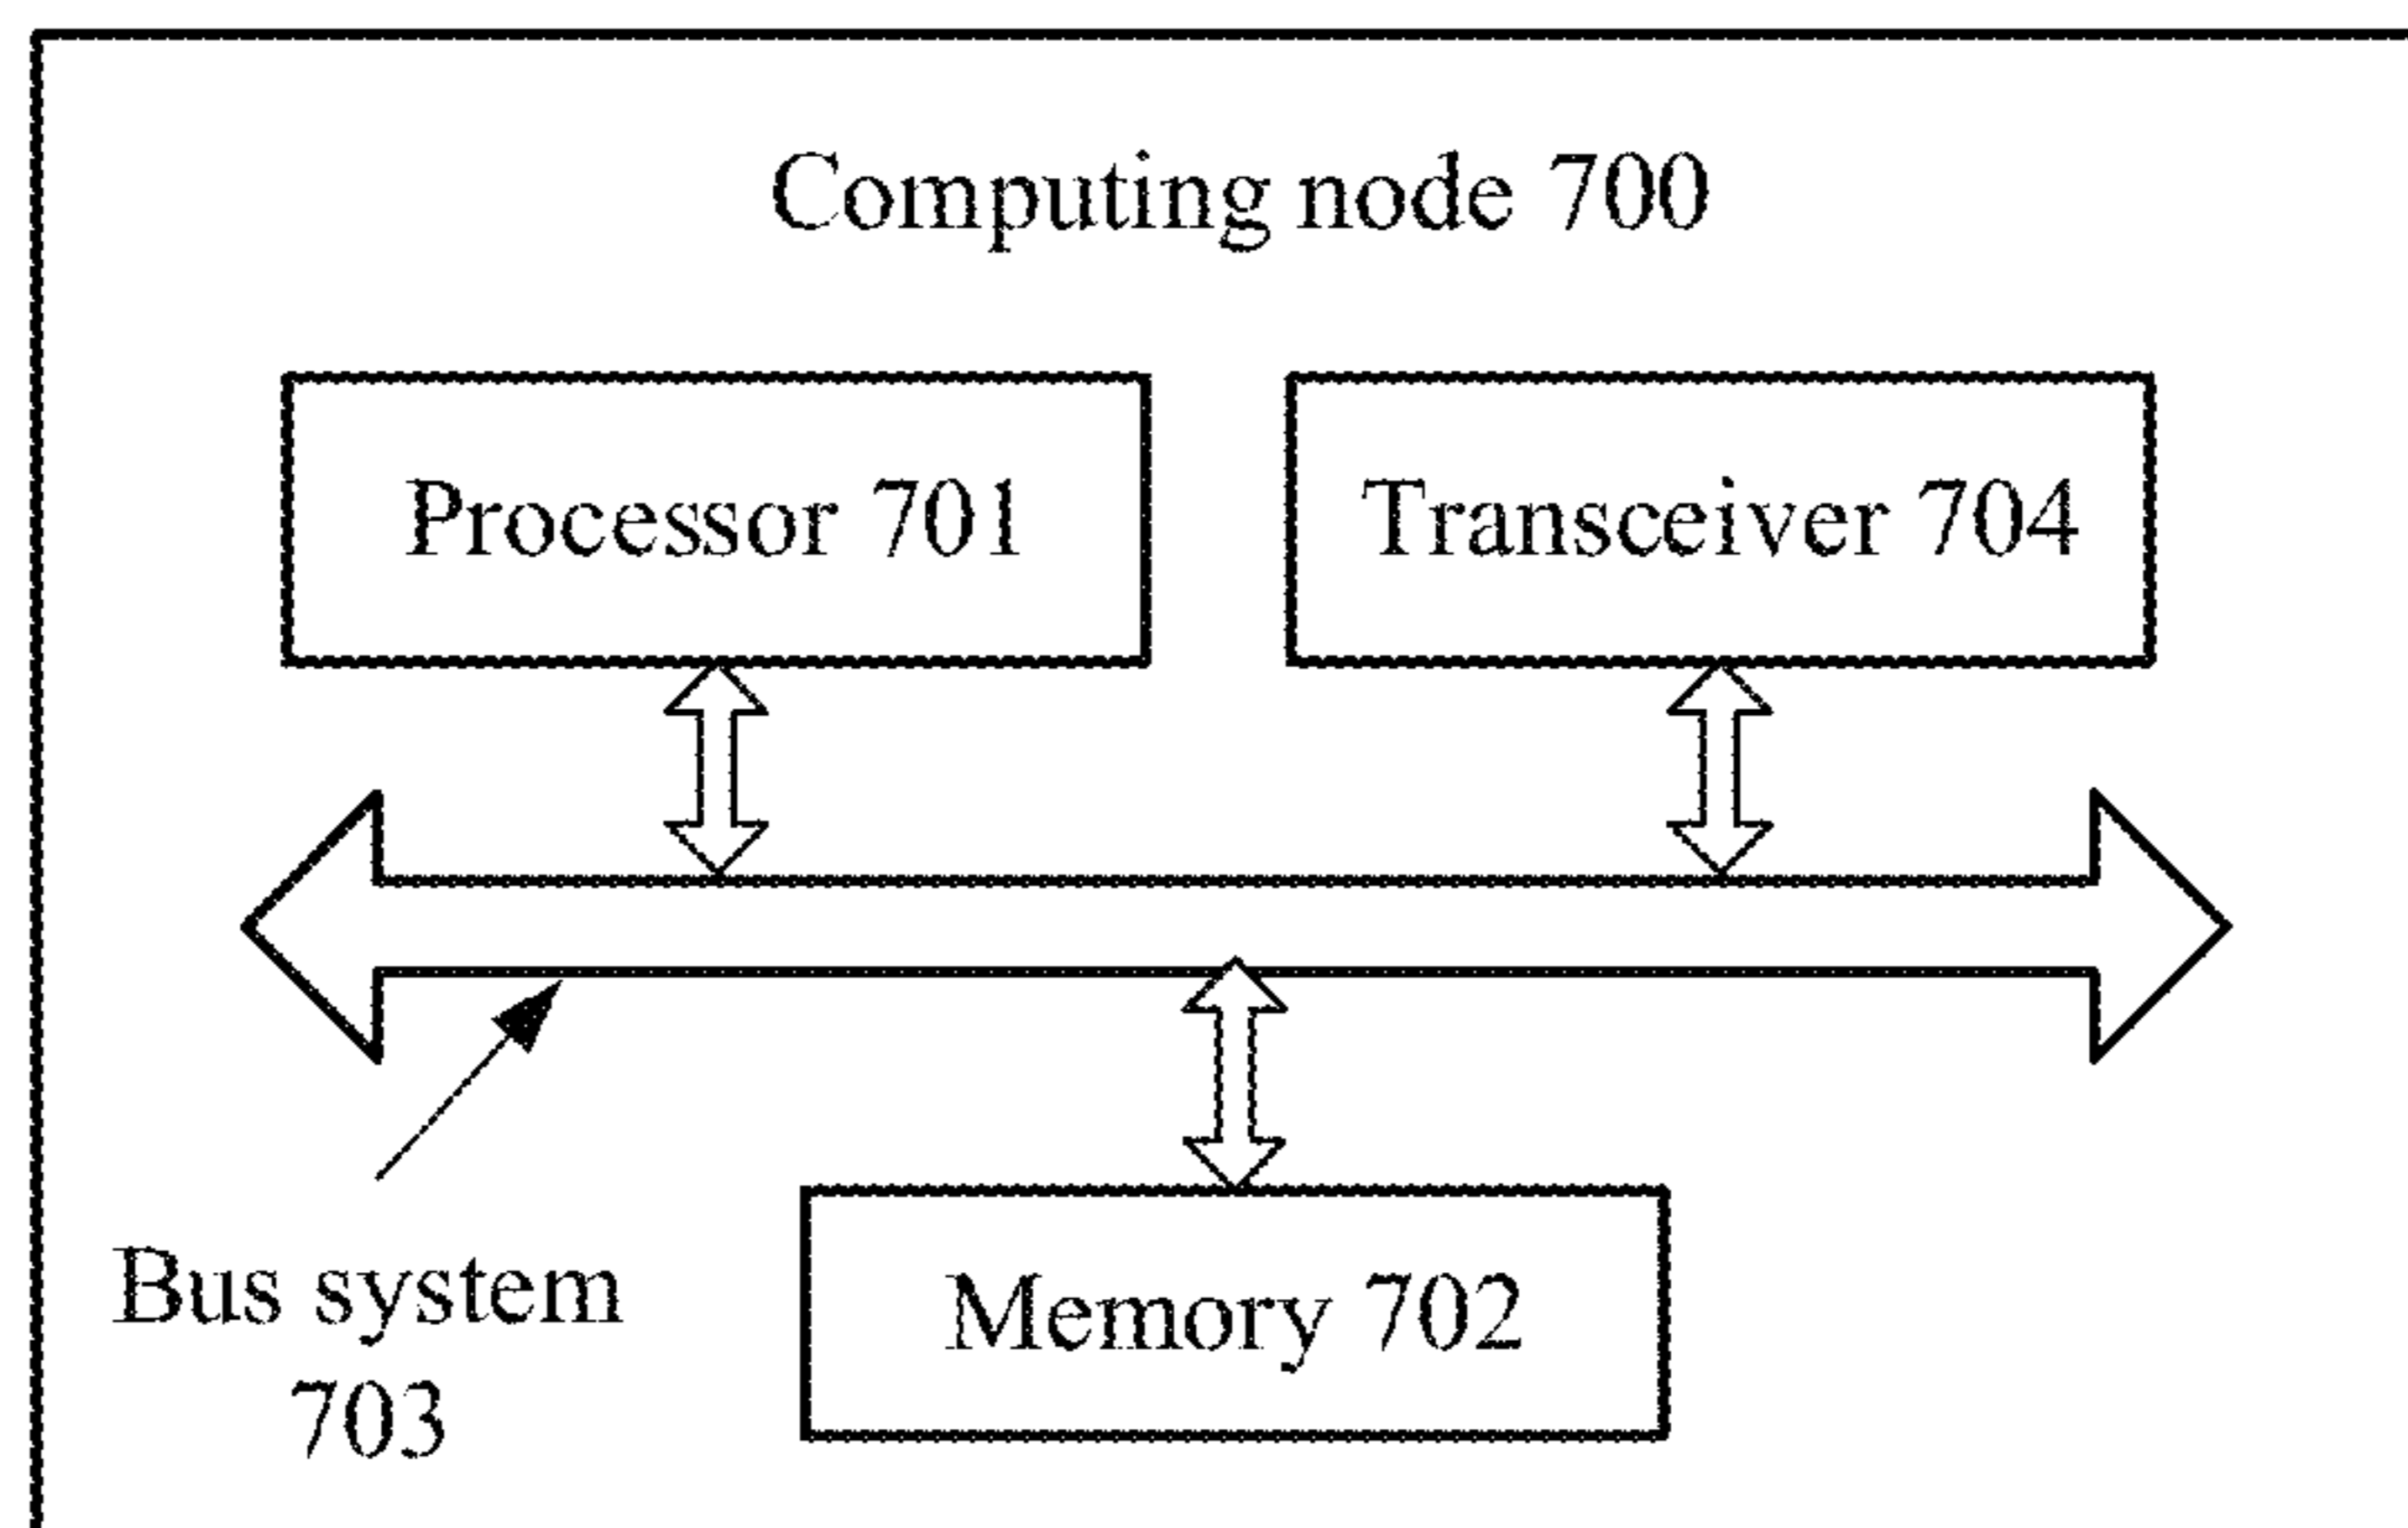 Computing node 700
Processor 701
Transceiver 704
Bus system
703
Memory 702